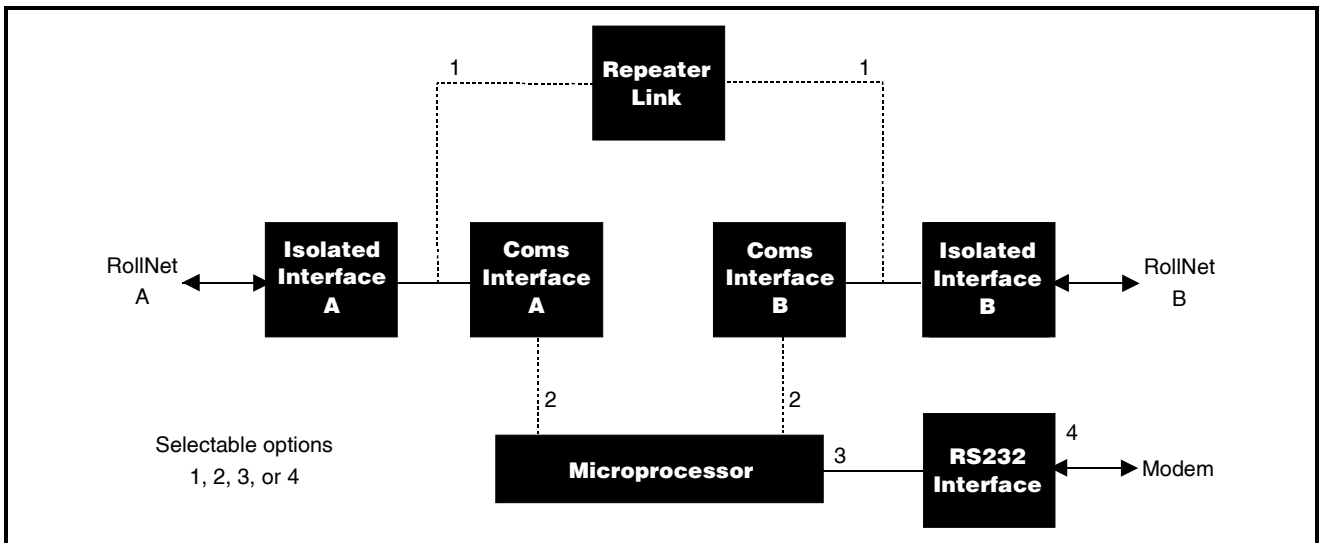 1
Repeater
Link
1
RollNet
A
Isolated
Interface
A
Coms
Interface
A
Coms
Interface
B
Isolated
Interface
B
RollNet
B
2
2
Selectable options
1, 2, 3, or 4
Microprocessor
3
RS232
Interface
4
Modem